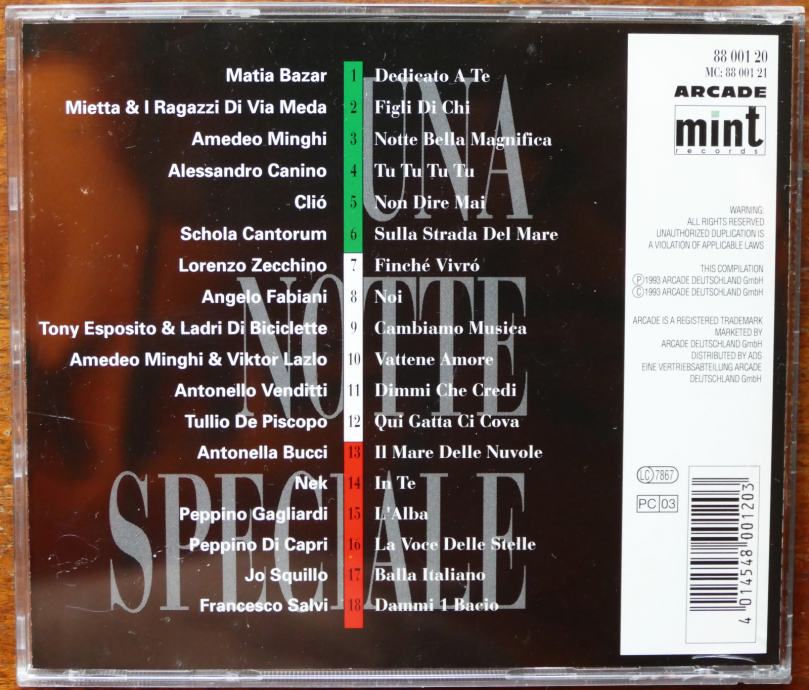 Matia Bazar 1 Dedicato A Te
Mietta & I Ragazzi Di Via Meda 2 Figli Di Chi
Amedeo Minghi 3 Notte Bella Magnifica
Alessandro Canino 4 Tu Tu Tu Tu
Clió 5 Non Dire Mai
Schola Cantorum 6 Sulla Strada Del Mare
Lorenzo Zecchino 7 Finché Vivró
Angelo Fabiani 8 Noi
Tony Esposito & Ladri Di Biciclette 9 Cambiamo Musica
Amedeo Minghi & Viktor Lazlo 10 Vattene Amore
Antonello Venditti 11 Dimmi Che Credi
Tullio De Piscopo 12 Qui Gatta Ci Cova
Antonella Bucci 13 Il Mare Delle Nuvole
Nek 14 In Te
Peppino Gagliardi 15 L'Alba
Peppino Di Capri 16 La Voce Delle Stelle
Jo Squillo 17 Balla Italiano
Francesco Salvi 18 Dammi 1 Bacio
UNA
NOTTE
SPECIALE
88 001 20
MC: 88 001 21
ARCADE
mint
records
WARNING:
ALL RIGHTS RESERVED
UNAUTHORIZED DUPLICATION IS
A VIOLATION OF APPLICABLE LAWS
THIS COMPILATION
Ⓟ1993 ARCADE DEUTSCHLAND GmbH
Ⓒ1993 ARCADE DEUTSCHLAND GmbH
ARCADE IS A REGISTERED TRADEMARK
MARKETED BY
ARCADE DEUTSCHLAND GmbH
DISTRIBUTED BY ADS
EINE VERTRIEBSABTEILUNG ARCADE
DEUTSCHLAND GmbH
LC 7867
PC 03
4 014548 001203